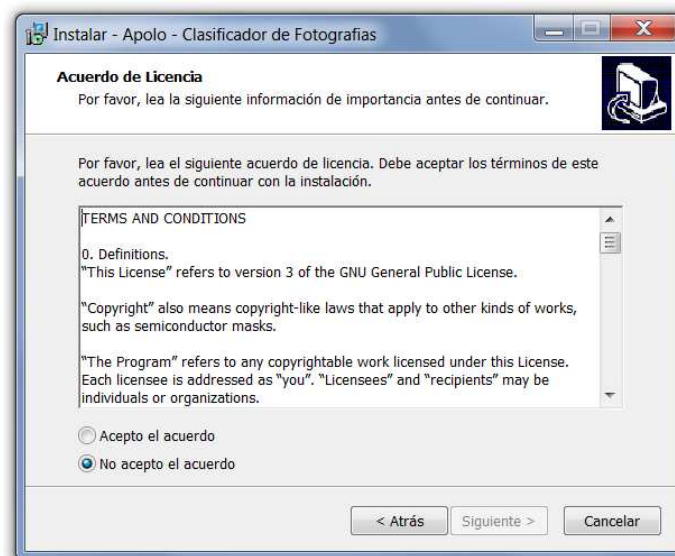 Instalar - Apolo - Clasificador de Fotografias
Acuerdo de Licencia
Por favor, lea la siguiente información de importancia antes de continuar.
Por favor, lea el siguiente acuerdo de licencia. Debe aceptar los términos de este
acuerdo antes de continuar con la instalación.
TERMS AND CONDITIONS
0. Definitions.
“This License” refers to version 3 of the GNU General Public License.
“Copyright” also means copyright-like laws that apply to other kinds of works,
such as semiconductor masks.
“The Program” refers to any copyrightable work licensed under this License.
Each licensee is addressed as “you”. “Licensees” and “recipients” may be
individuals or organizations.
Acepto el acuerdo
No acepto el acuerdo
< Atrás Siguiente > Cancelar